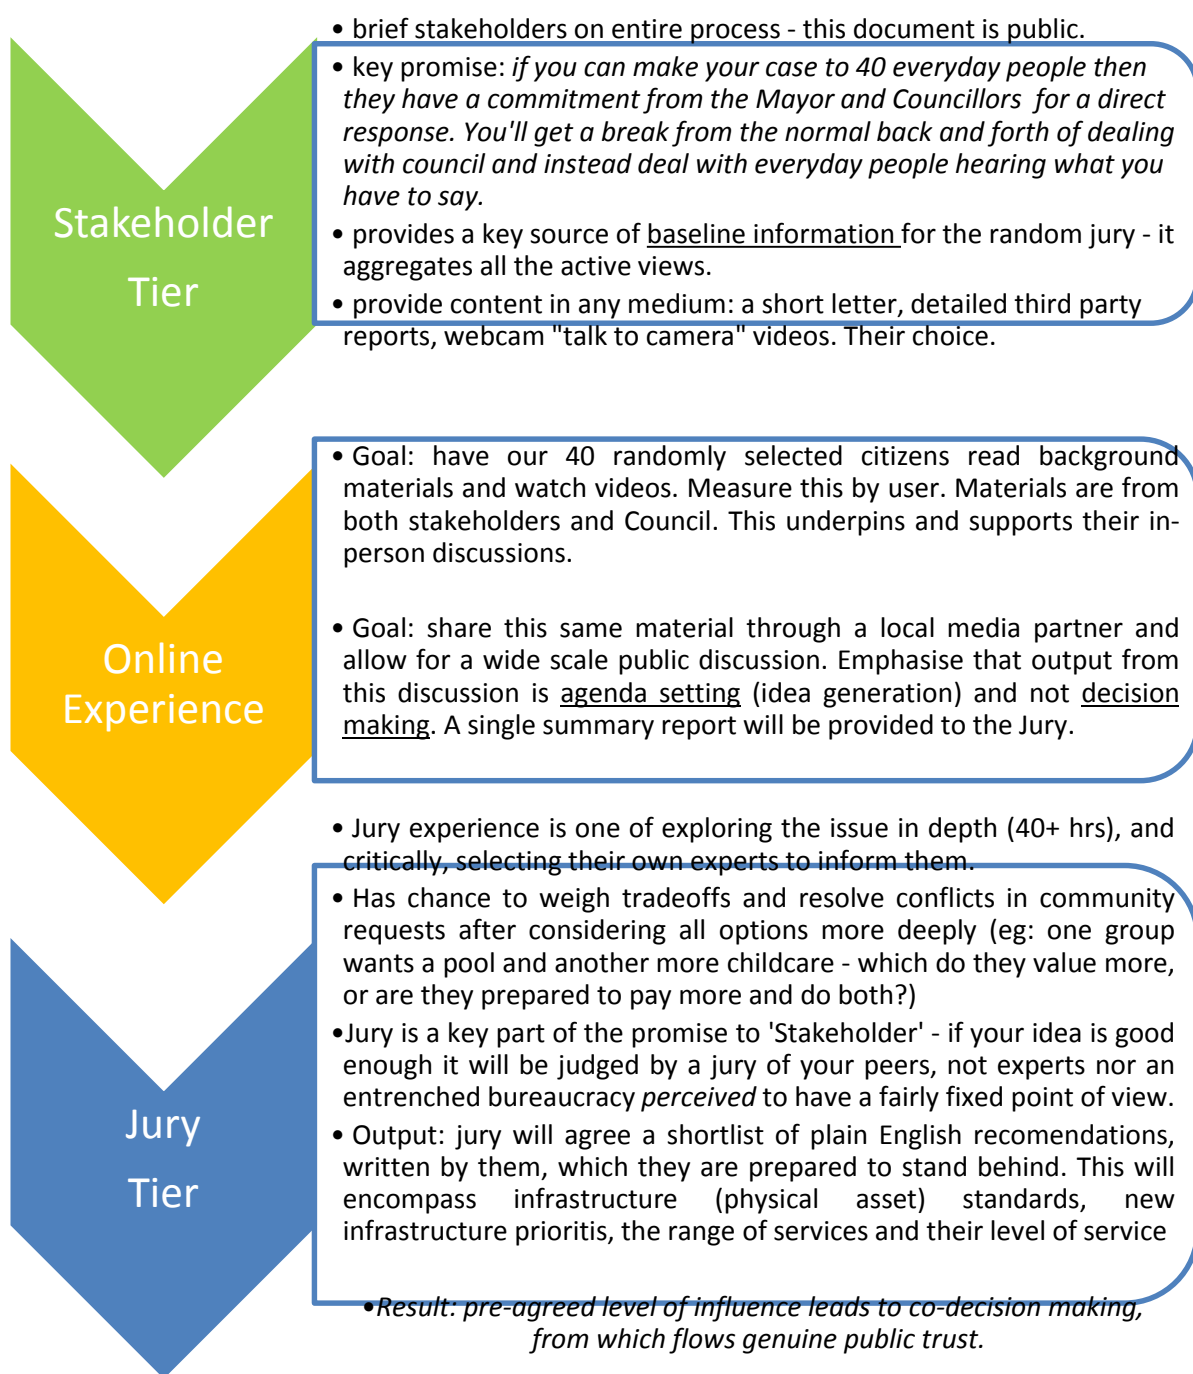 Stakeholder
Tier
• brief stakeholders on entire process - this document is public.
• key promise: if you can make your case to 40 everyday people then
they have a commitment from the Mayor and Councillors for a direct
response. You'll get a break from the normal back and forth of dealing
with council and instead deal with everyday people hearing what you
have to say.
• provides a key source of baseline information for the random jury - it
aggregates all the active views.
• provide content in any medium: a short letter, detailed third party
reports, webcam "talk to camera" videos. Their choice.
Online
Experience
• Goal: have our 40 randomly selected citizens read background
materials and watch videos. Measure this by user. Materials are from
both stakeholders and Council. This underpins and supports their in-
person discussions.
• Goal: share this same material through a local media partner and
allow for a wide scale public discussion. Emphasise that output from
this discussion is agenda setting (idea generation) and not decision
making. A single summary report will be provided to the Jury.
Jury
Tier
• Jury experience is one of exploring the issue in depth (40+ hrs), and
critically, selecting their own experts to inform them.
• Has chance to weigh tradeoffs and resolve conflicts in community
requests after considering all options more deeply (eg: one group
wants a pool and another more childcare - which do they value more,
or are they prepared to pay more and do both?)
•Jury is a key part of the promise to 'Stakeholder' - if your idea is good
enough it will be judged by a jury of your peers, not experts nor an
entrenched bureaucracy perceived to have a fairly fixed point of view.
• Output: jury will agree a shortlist of plain English recomendations,
written by them, which they are prepared to stand behind. This will
encompass infrastructure (physical asset) standards, new
infrastructure prioritis, the range of services and their level of service
•Result: pre-agreed level of influence leads to co-decision making,
from which flows genuine public trust.